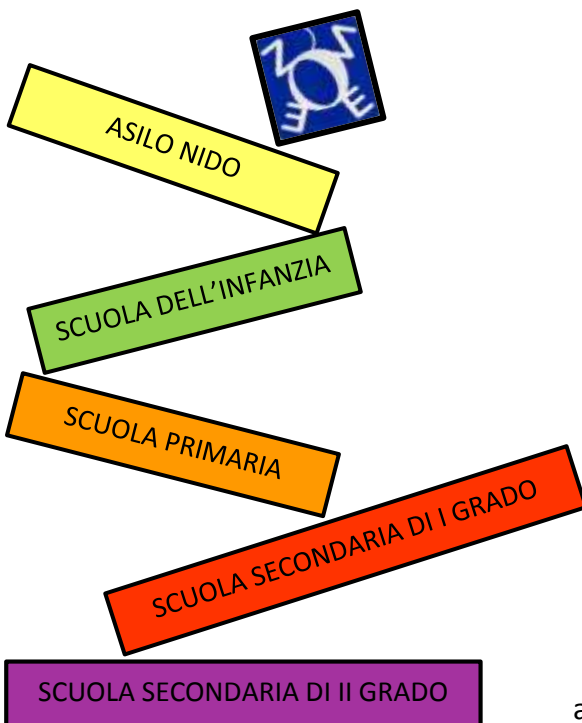 ASILO NIDO
SCUOLA DELL’INFANZIA
SCUOLA PRIMARIA
SCUOLA SECONDARIA DI I GRADO
SCUOLA SECONDARIA DI II GRADO
a